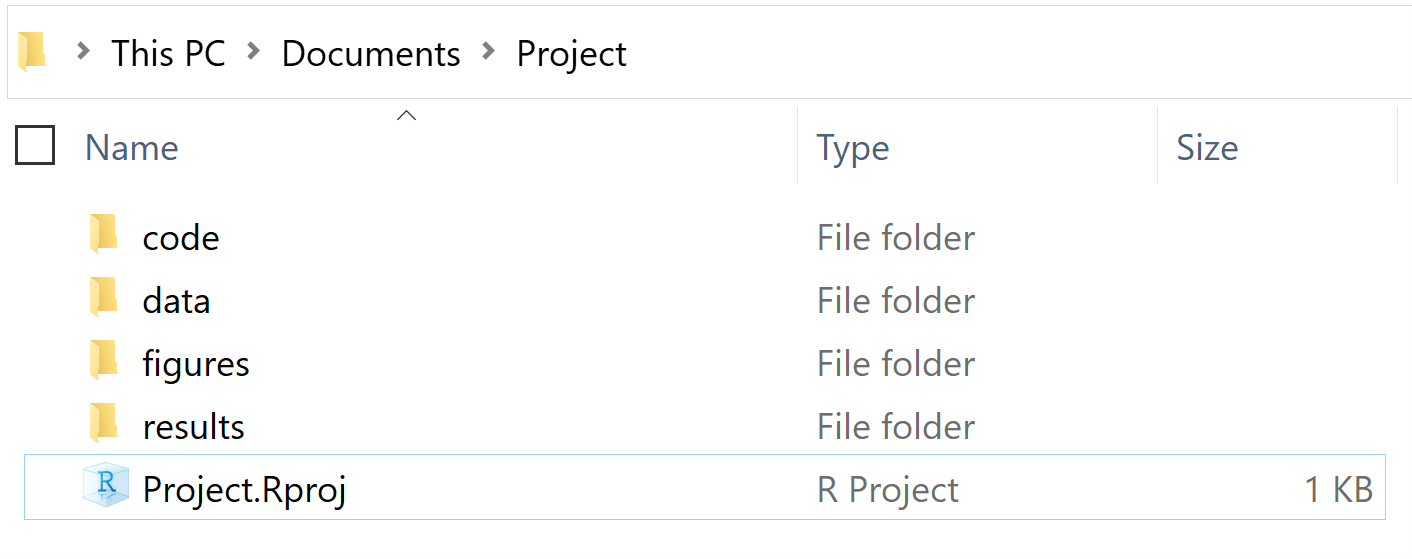 This PC > Documents > Project
Name Type Size
code File folder
data File folder
figures File folder
results File folder
R Project.Rproj R Project 1 KB